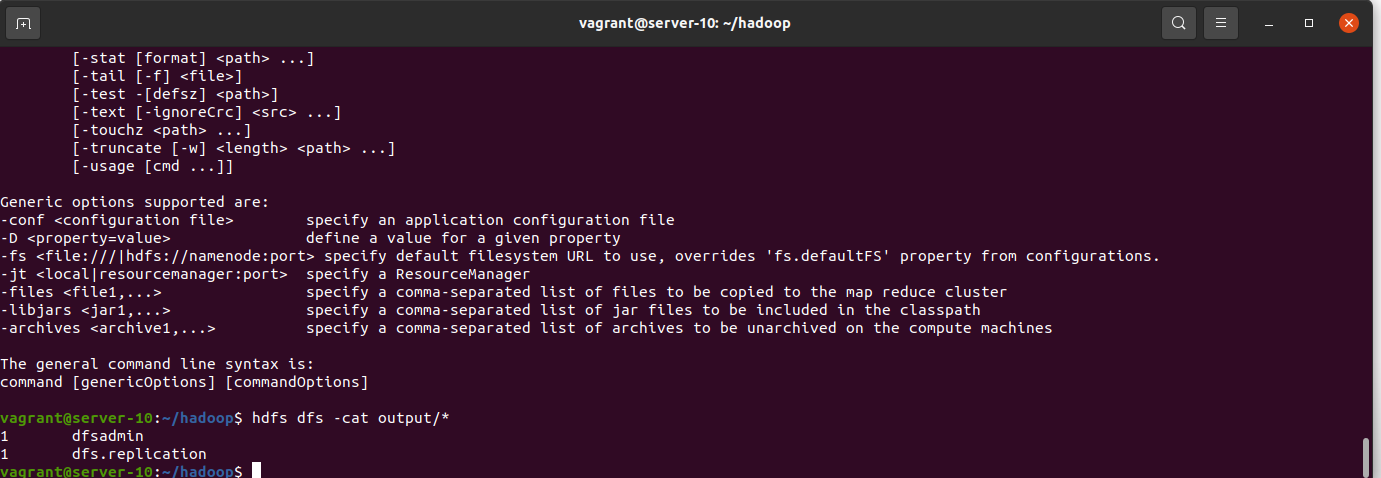 vagrant@server-10: ~/hadoop
[-stat [format] <path> ...]
[-tail [-f] <file>]
[-test -[defsz] <path>]
[-text [-ignoreCrc] <src> ...]
[-touchz <path> ...]
[-truncate [-w] <length> <path> ...]
[-usage [cmd ...]]
Generic options supported are:
-conf <configuration file>        specify an application configuration file
-D <property=value>               define a value for a given property
-fs <file:///|hdfs://namenode:port> specify default filesystem URL to use, overrides 'fs.defaultFS' property from configurations.
-jt <local|resourcemanager:port>  specify a ResourceManager
-files <file1,...>                specify a comma-separated list of files to be copied to the map reduce cluster
-libjars <jar1,...>               specify a comma-separated list of jar files to be included in the classpath
-archives <archive1,...>          specify a comma-separated list of archives to be unarchived on the compute machines
The general command line syntax is:
command [genericOptions] [commandOptions]
vagrant@server-10:~/hadoop$ hdfs dfs -cat output/*
1       dfsadmin
1       dfs.replication
vagrant@server-10:~/hadoop$